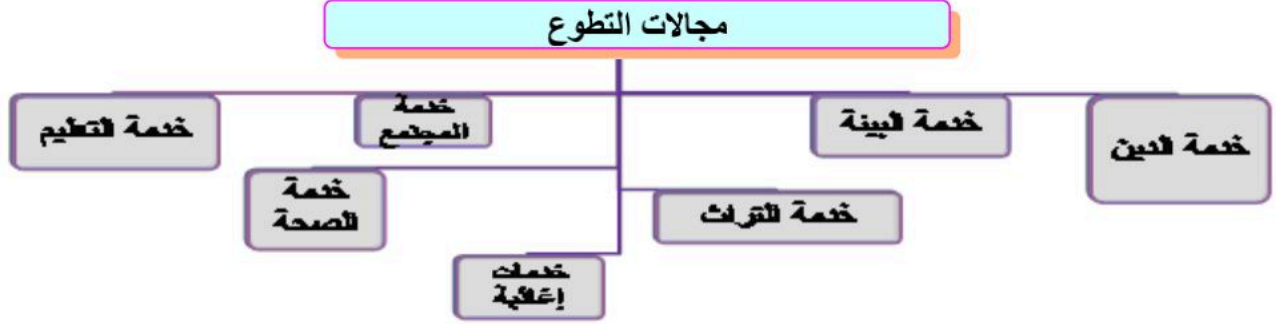 مجالات التطوع
خدمة الدين
خدمة البيئة
خدمة
المجتمع
خدمة التعليم
خدمة التراث
خدمة
الصحة
خدمات
إغاثية